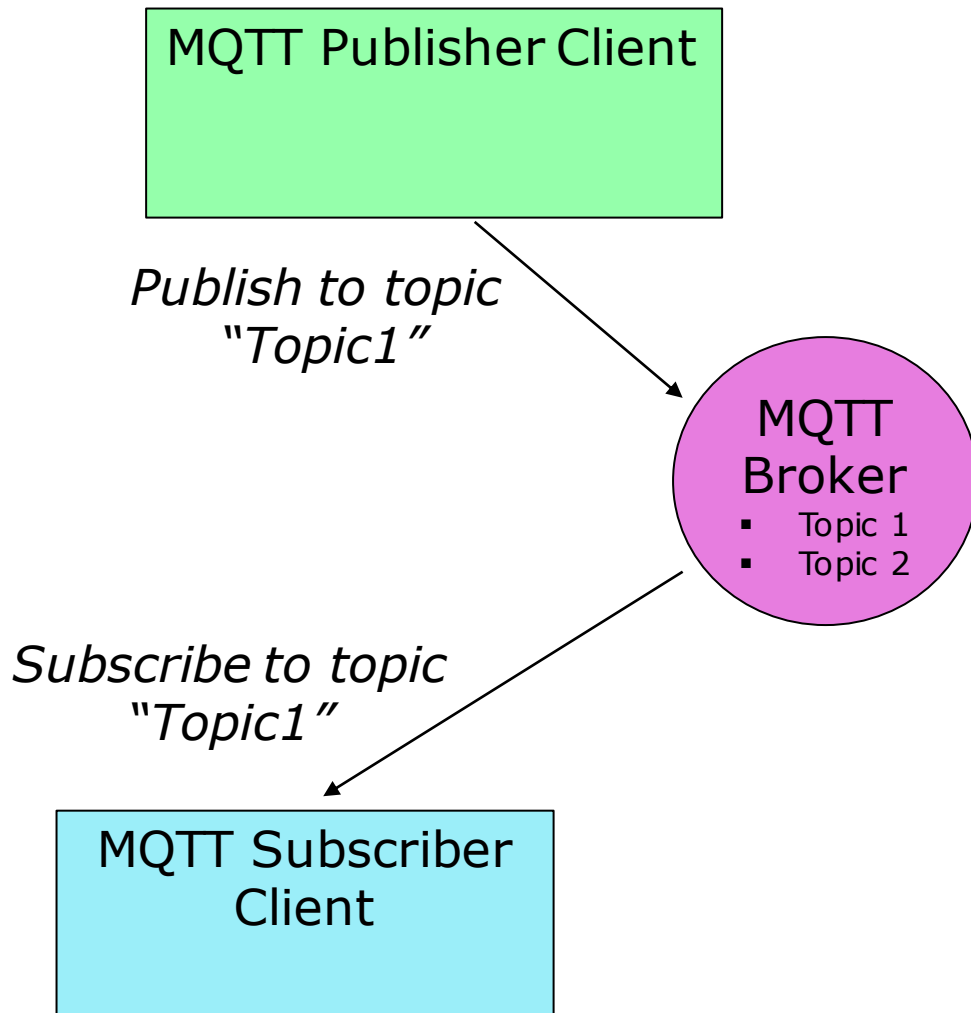 MQTT Publisher Client
Publish to topic
“Topic1”
MQTT
Broker
▪ Topic 1
▪ Topic 2
Subscribe to topic
“Topic1”
MQTT Subscriber
Client